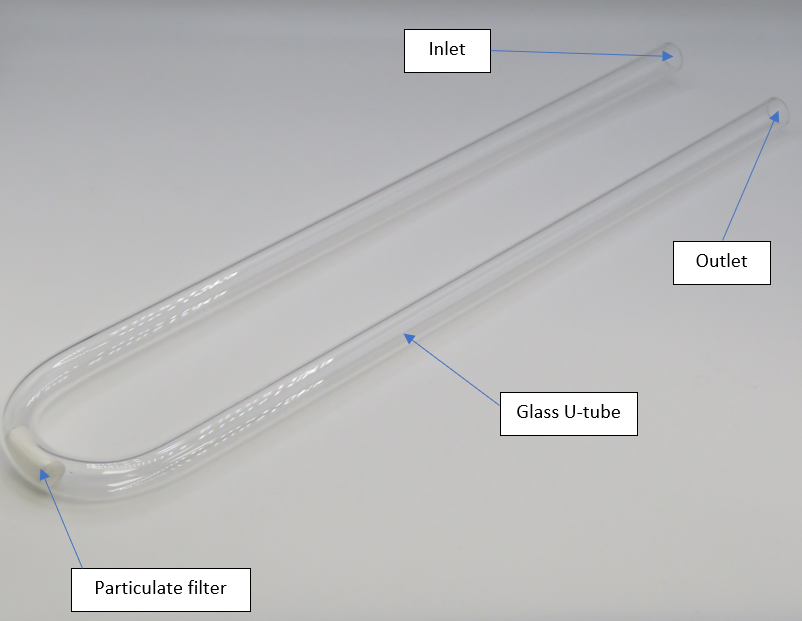 Inlet
Outlet
Glass U-tube
Particulate filter